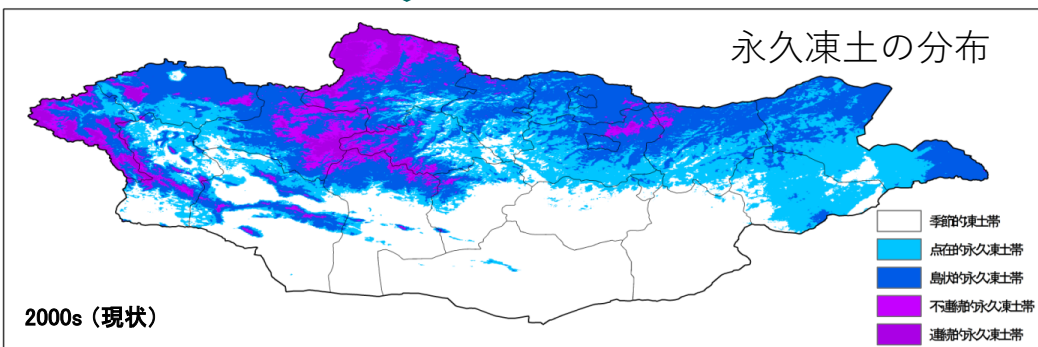 永久凍土の分布
季節的凍土帯
点在的永久凍土帯
島状的永久凍土帯
不連続的永久凍土帯
連続的永久凍土帯
2000s（現状）